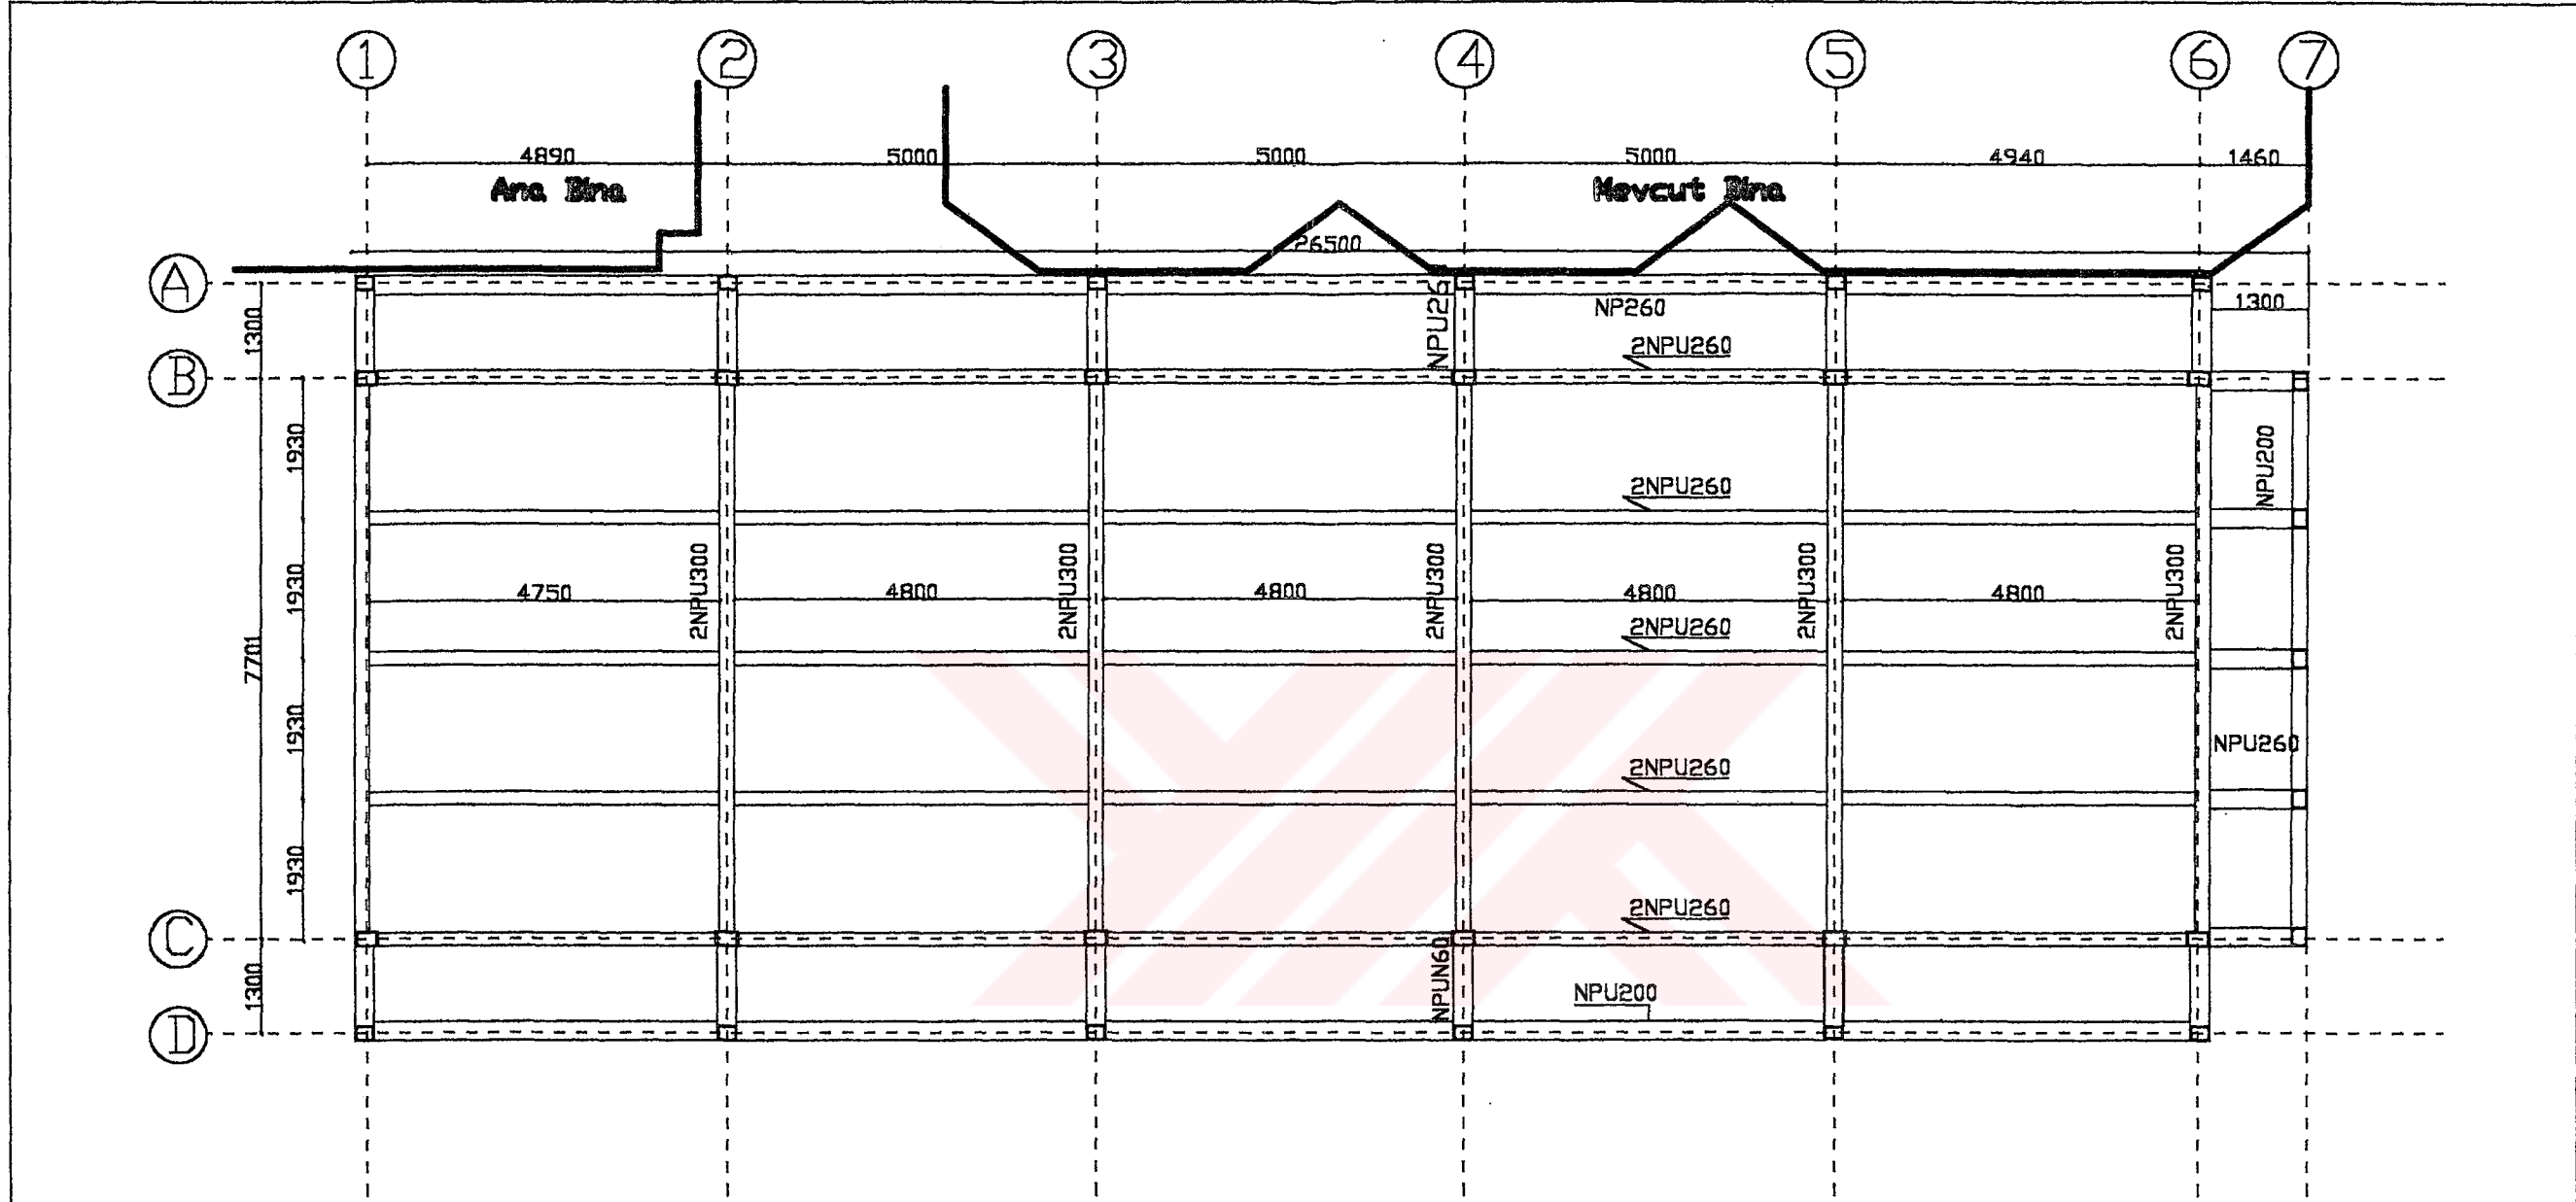 1 2 3 4 5 6 7
4890 5000 5000 5000 4940 1460
Ana Bina Mevcut Bina
26500
A
1300 NPU26 NP260 1300
2NPU260
B
1930 2NPU260 NPU200
1930 2NPU300 2NPU300 2NPU300 2NPU300 2NPU300
4750 4800 4800 4800 4800
7701 2NPU260
1930 NPU260
2NPU260
1930
2NPU260
C
1300 NPUN60 NPU200
D